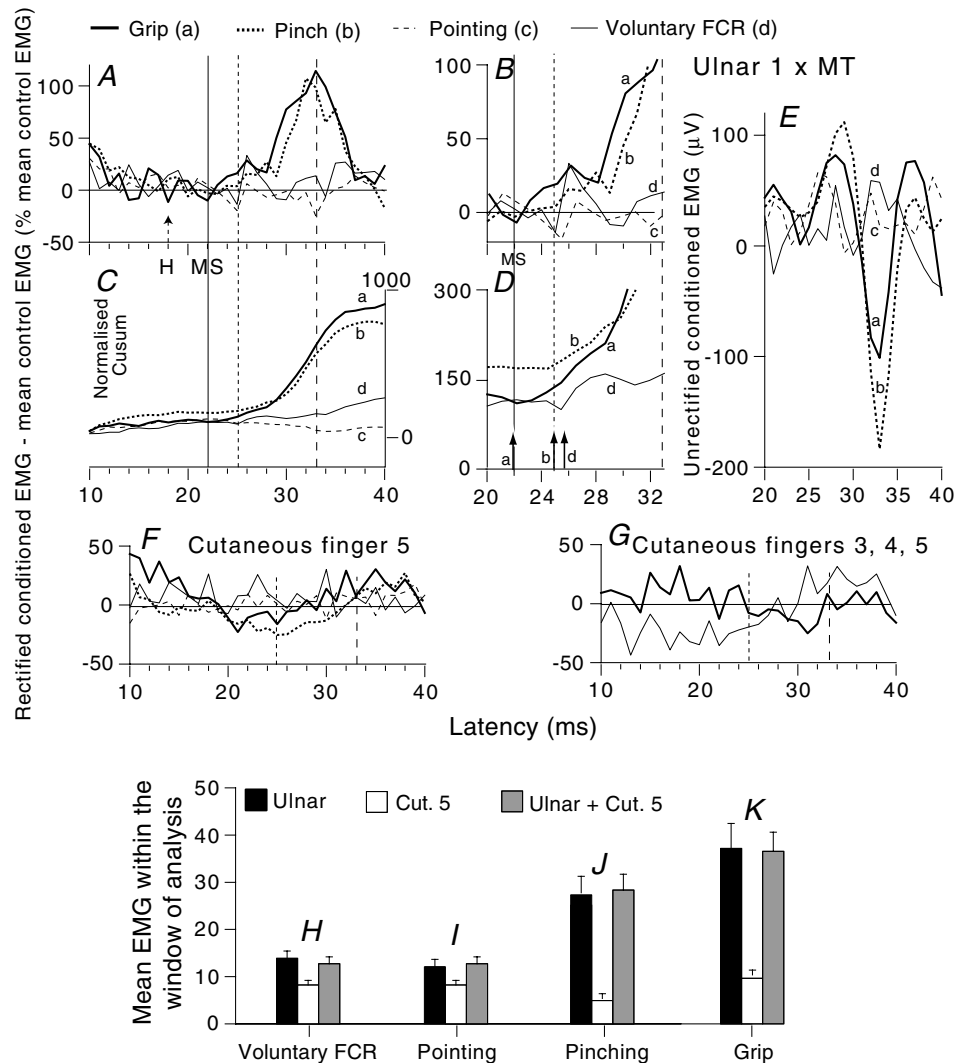 Grip (a) Pinch (b) Pointing (c) Voluntary FCR (d)
Rectified conditioned EMG - mean control EMG (% mean control EMG)
A
100
50
0
-50
H MS
B
100
50
0
a
b
d
c
MS
Ulnar 1 x MT
E
Unrectified conditioned EMG (µV)
100
0
-100
-200
d
c
a
b
20 25 30 35 40
C
Normalised
Cusum
1000
0
a
b
d
c
10 20 30 40
D
300
150
0
b
a
d
a b d
20 24 28 32
F Cutaneous finger 5
50
0
-50
10 20 30 40
G Cutaneous fingers 3, 4, 5
50
0
-50
10 20 30 40
Latency (ms)
Mean EMG within the
window of analysis
50
40
30
20
10
0
Ulnar Cut. 5 Ulnar + Cut. 5
H I J K
Voluntary FCR Pointing Pinching Grip